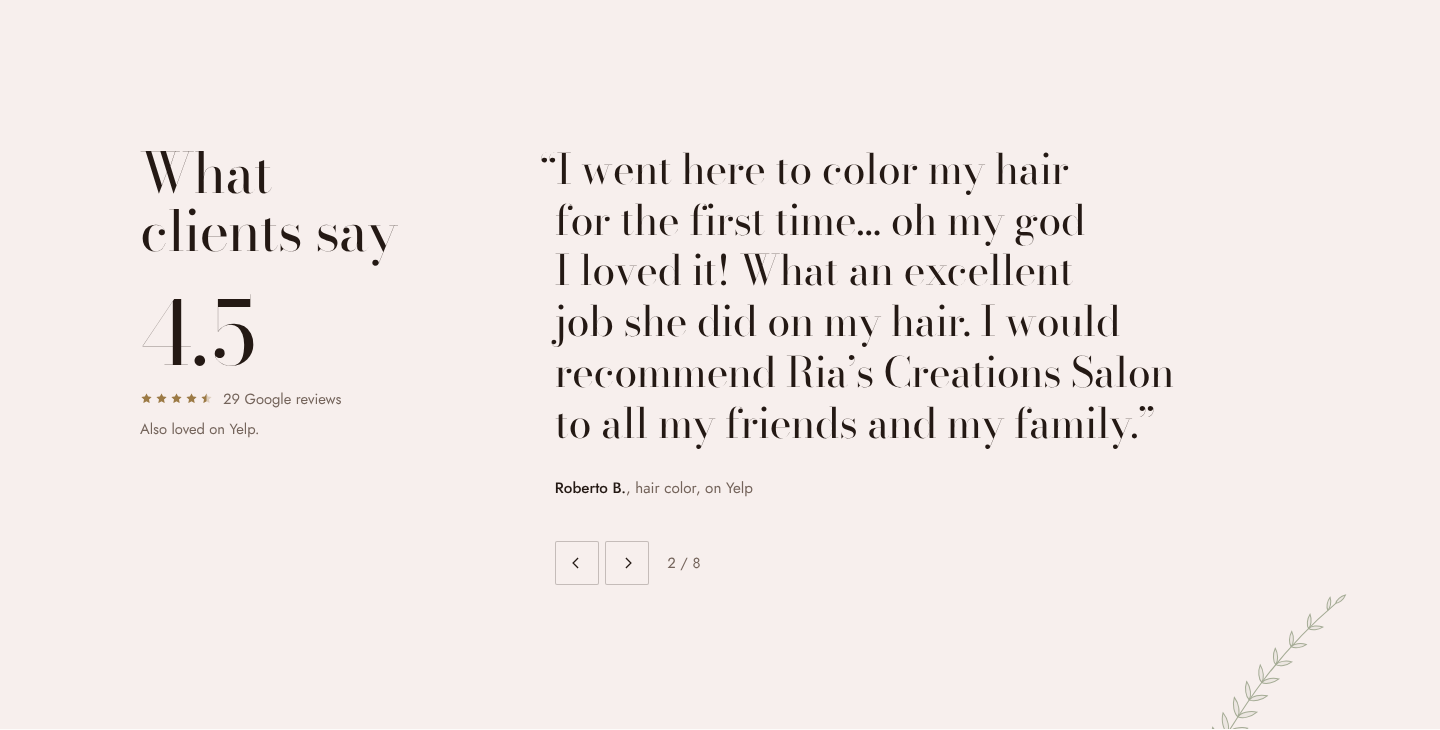 What
clients say
4.5
29 Google reviews
Also loved on Yelp.
“I went here to color my hair
for the first time... oh my god
I loved it! What an excellent
job she did on my hair. I would
recommend Ria’s Creations Salon
to all my friends and my family.”
Roberto B., hair color, on Yelp
2 / 8